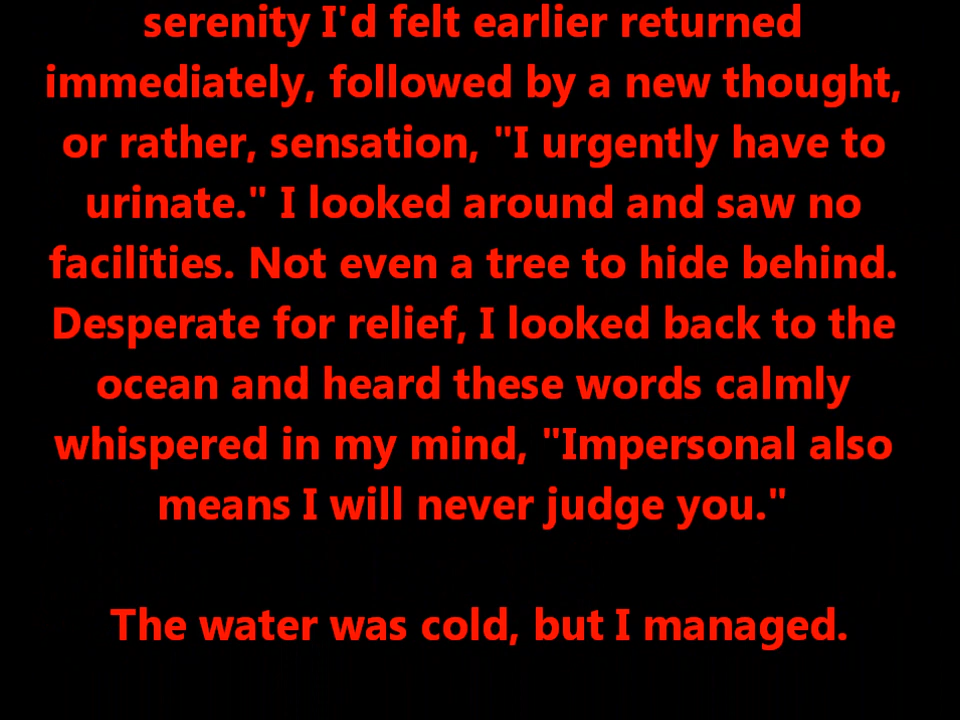 serenity I'd felt earlier returned
immediately, followed by a new thought,
or rather, sensation, "I urgently have to
urinate." I looked around and saw no
facilities. Not even a tree to hide behind.
Desperate for relief, I looked back to the
ocean and heard these words calmly
whispered in my mind, "Impersonal also
means I will never judge you."
The water was cold, but I managed.